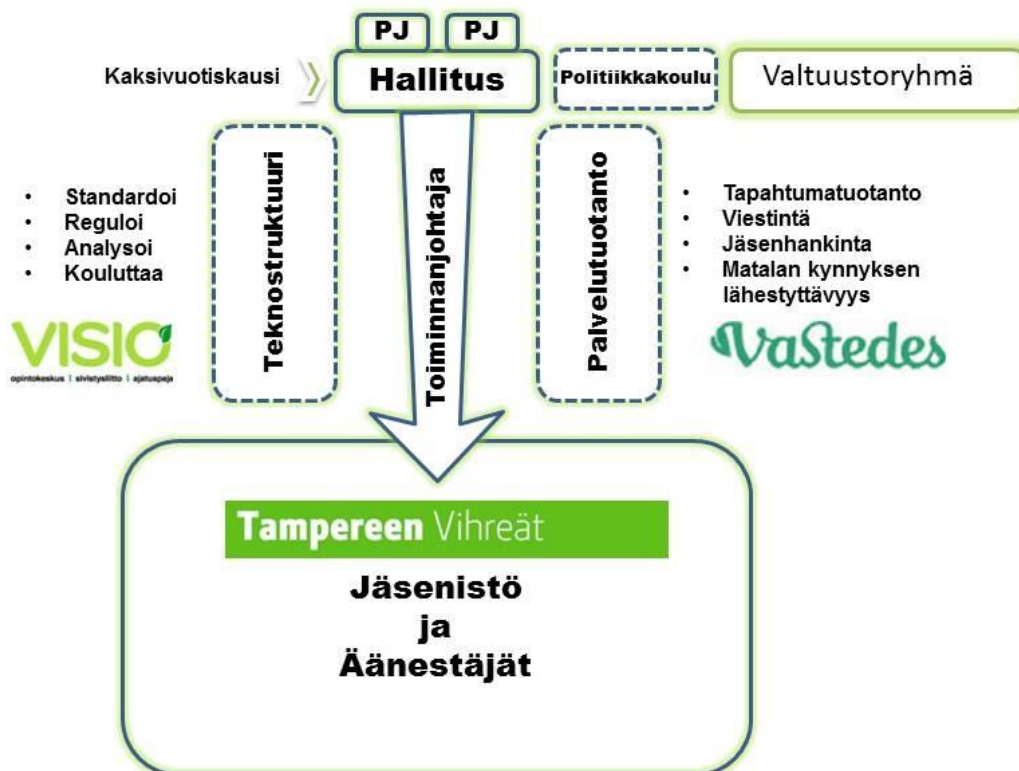 PJ PJ
Kaksivuotiskausi
Hallitus
Politiikkakoulu
Valtuustoryhmä
Teknostruktuuri
Toiminnanjohtaja
Palvelutuotanto
• Standardoi
• Reguloi
• Analysoi
• Kouluttaa
VISIO
opintokeskus | sivistysliitto | ajatuspaja
• Tapahtumatuotanto
• Viestintä
• Jäsenhankinta
• Matalan kynnyksen
lähestyttävyys
Vastedes
Tampereen Vihreät
Jäsenistö
ja
Äänestäjät